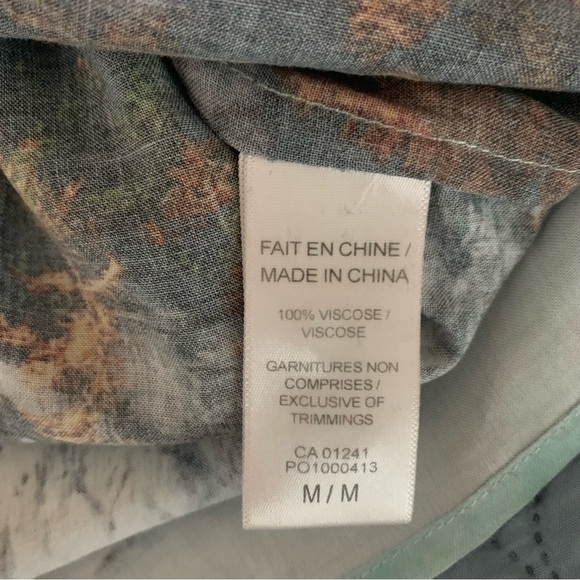 FAIT EN CHINE /
MADE IN CHINA
100% VISCOSE /
VISCOSE
GARNITURES NON
COMPRISES /
EXCLUSIVE OF
TRIMMINGS
CA 01241
PO1000413
M / M